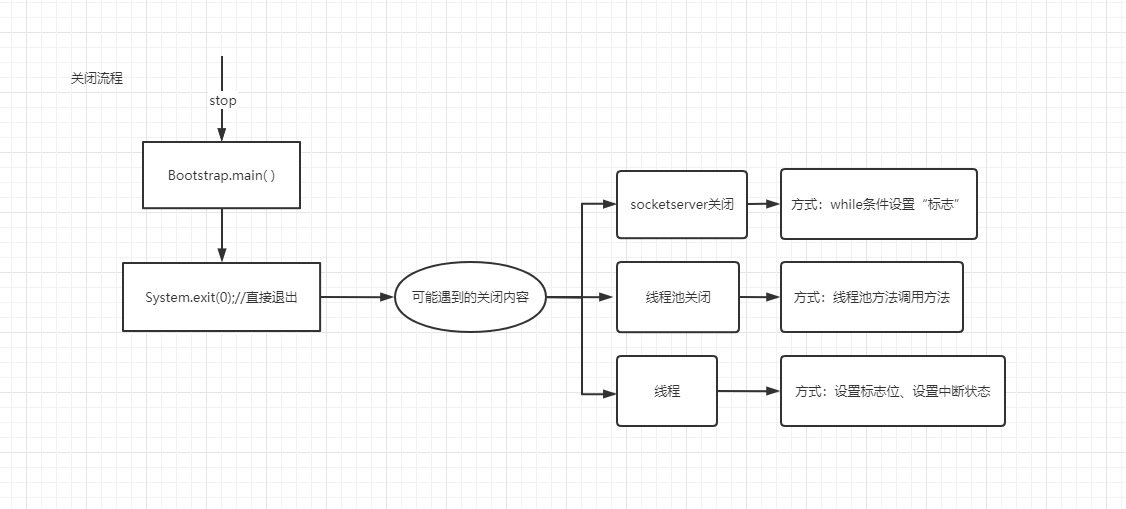 关闭流程
stop
Bootstrap.main( )
System.exit(0);//直接退出
可能遇到的关闭内容
socketserver关闭
方式：while条件设置“标志”
线程池关闭
方式：线程池方法调用方法
线程
方式：设置标志位、设置中断状态